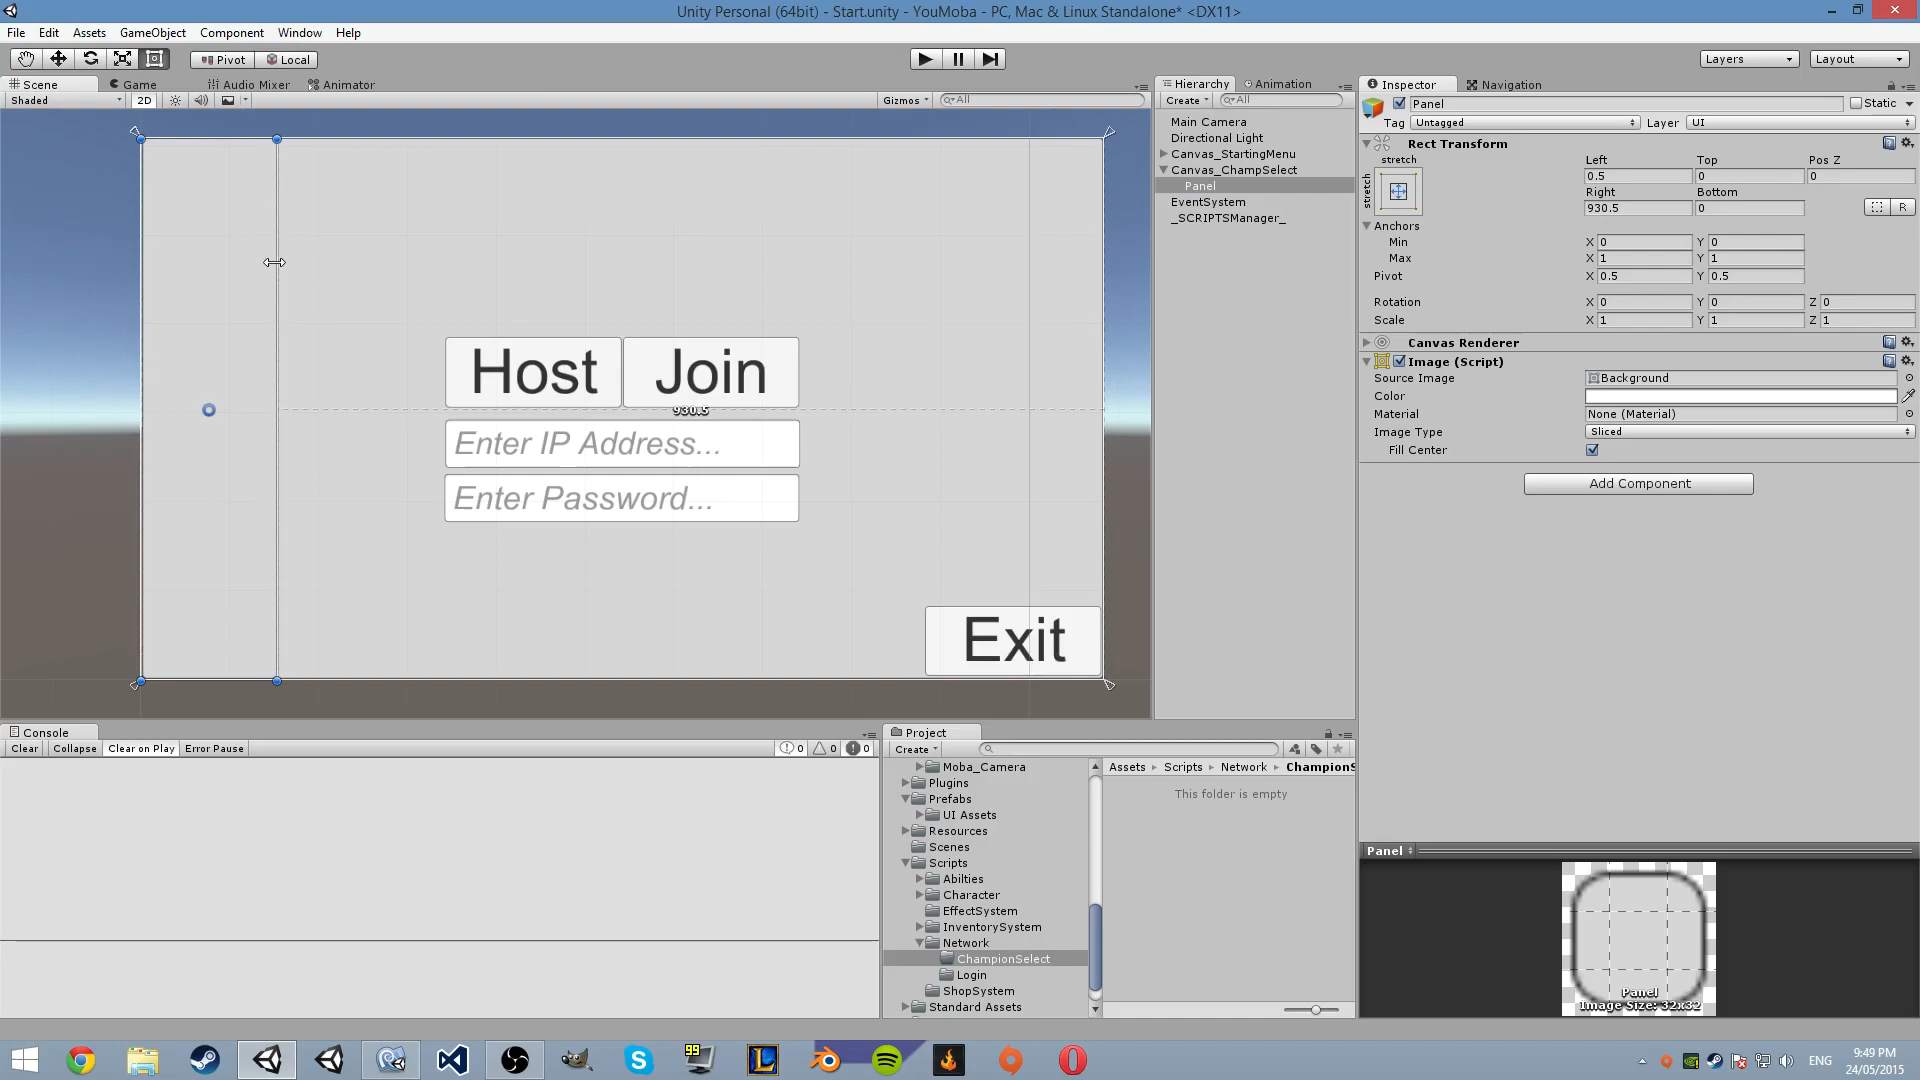 Unity Personal (64bit) - Start.unity - YouMoba - PC, Mac & Linux Standalone* <DX11>
File Edit Assets GameObject Component Window Help
Pivot Local Layers Layout
Scene Game Audio Mixer Animator
Shaded 2D Gizmos All
Host Join
930.5
Enter IP Address...
Enter Password...
Exit
Hierarchy Animation
Create All
Main Camera
Directional Light
Canvas_StartingMenu
Canvas_ChampSelect
Panel
EventSystem
_SCRIPTSManager_
Inspector Navigation
Panel Static
Tag Untagged Layer UI
Rect Transform
stretch Left Top Pos Z
stretch 0.5 0 0
Right Bottom
930.5 0 R
Anchors
Min X 0 Y 0
Max X 1 Y 1
Pivot X 0.5 Y 0.5
Rotation X 0 Y 0 Z 0
Scale X 1 Y 1 Z 1
Canvas Renderer
Image (Script)
Source Image Background
Color
Material None (Material)
Image Type Sliced
Fill Center
Add Component
Panel
Panel
Image Size: 32x32
Console
Clear Collapse Clear on Play Error Pause 0 0 0
Project
Create
Moba_Camera
Plugins
Prefabs
UI Assets
Resources
Scenes
Scripts
Abilties
Character
EffectSystem
InventorySystem
Network
ChampionSelect
Login
ShopSystem
Standard Assets
Assets Scripts Network ChampionS
This folder is empty
99
L
ENG
9:49 PM
24/05/2015